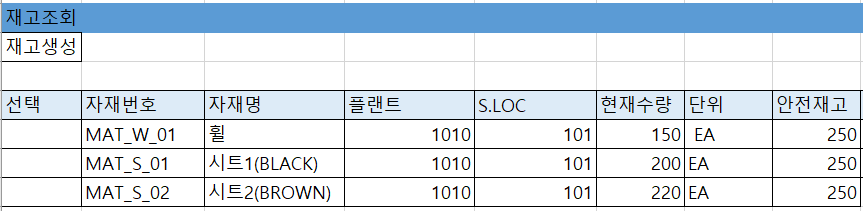 재고조회
재고생성
선택 자재번호 자재명 플랜트 S.LOC 현재수량 단위 안전재고
MAT_W_01 휠 1010 101 150 EA 250
MAT_S_01 시트1(BLACK) 1010 101 200 EA 250
MAT_S_02 시트2(BROWN) 1010 101 220 EA 250